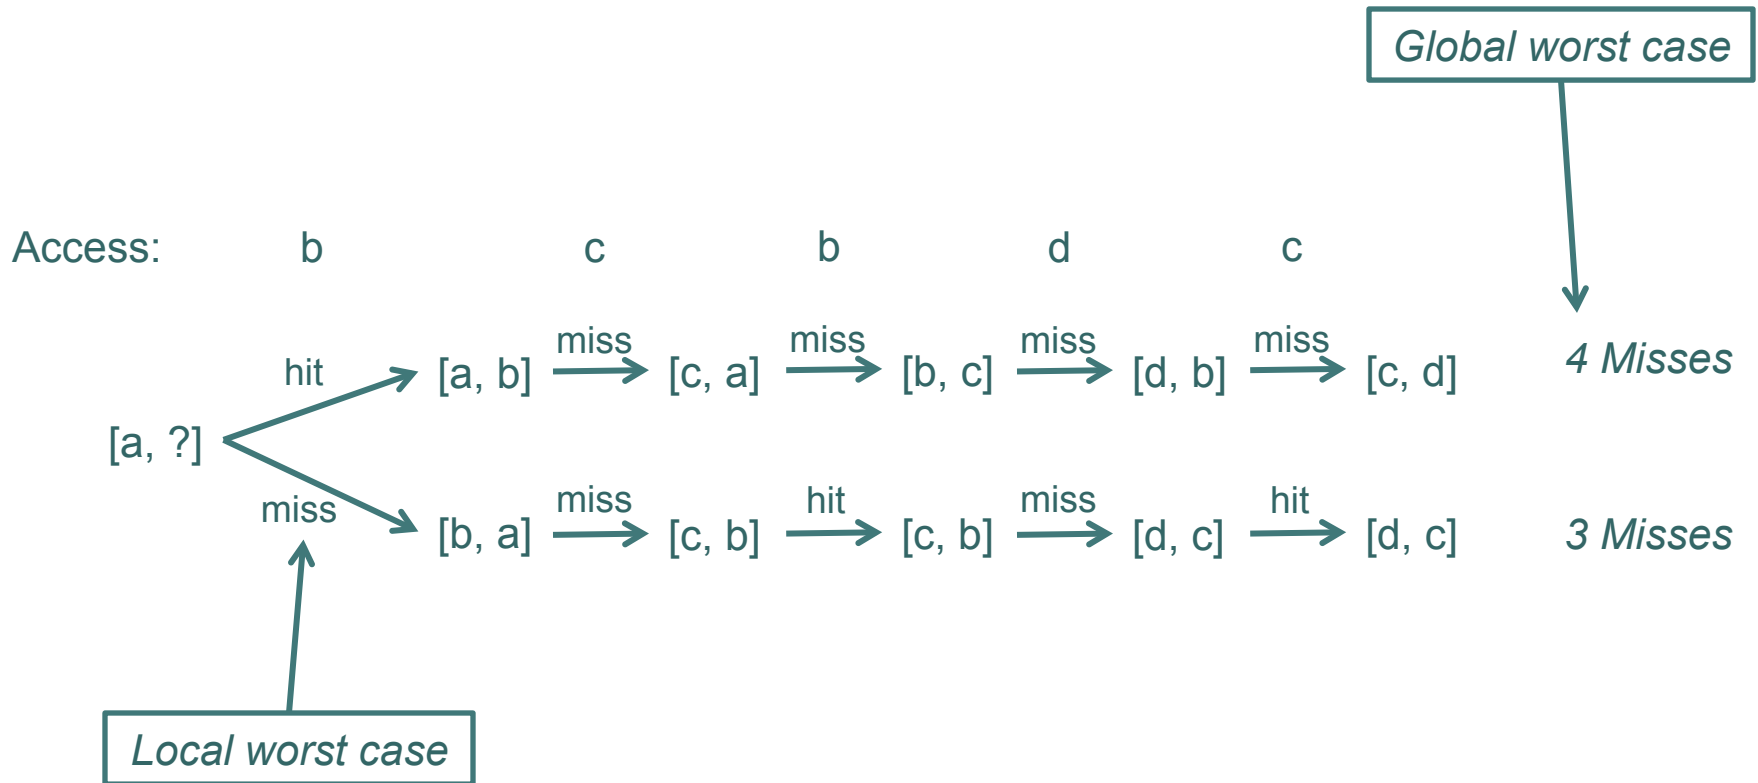 Global worst case
Access: b c b d c
miss miss miss miss
hit [a, b] [c, a] [b, c] [d, b] [c, d] 4 Misses
[a, ?]
miss miss hit miss hit
[b, a] [c, b] [c, b] [d, c] [d, c] 3 Misses
Local worst case